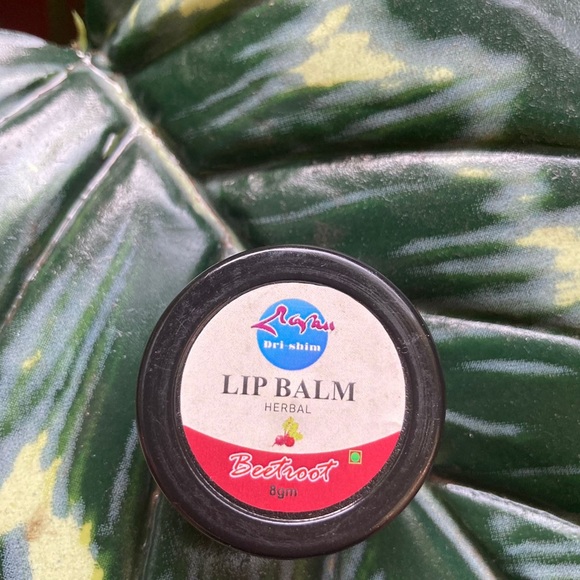 Dri-shim
LIP BALM
HERBAL
Beetroot
8gm